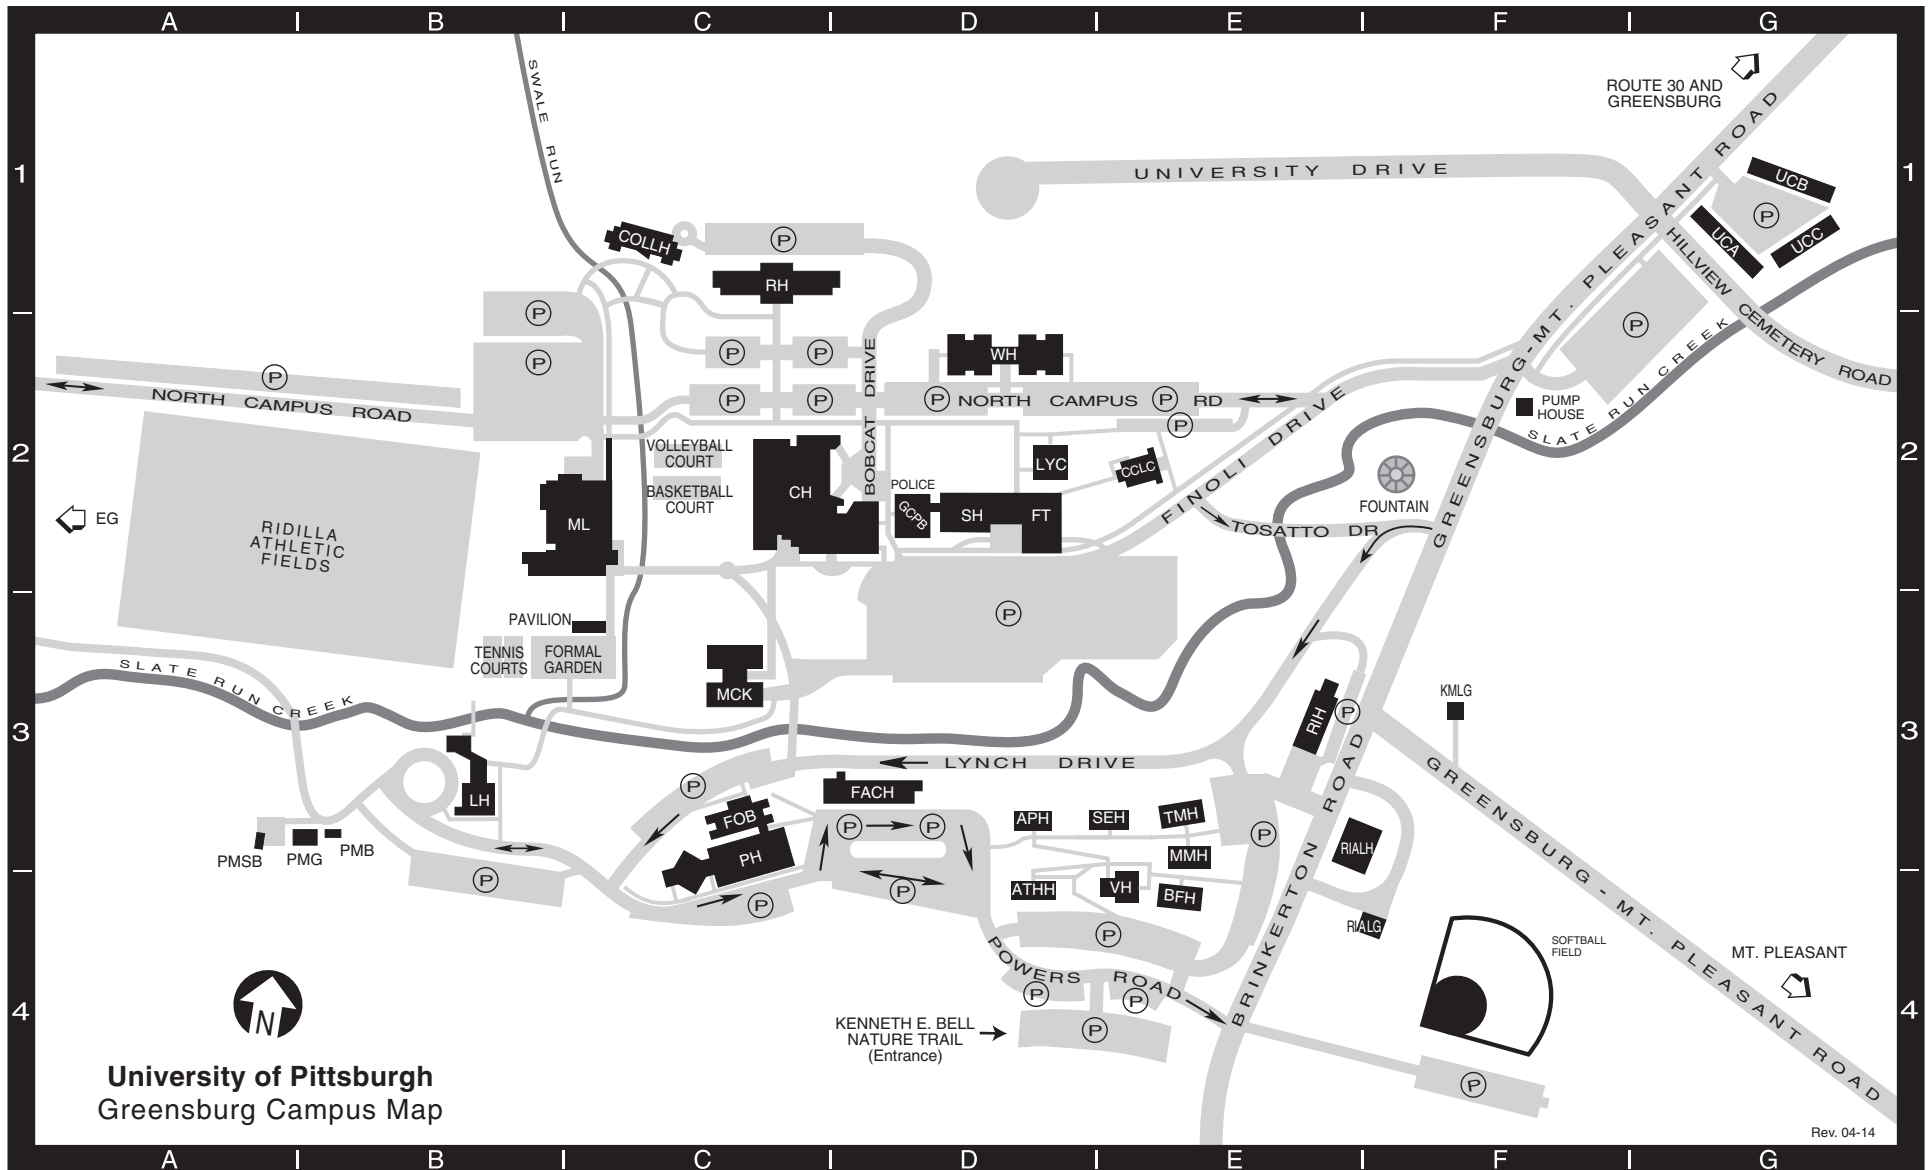 A B C D E F G
ROUTE 30 AND
GREENSBURG
SWALE RUN
1
1
UNIVERSITY DRIVE
UCB
P
UCA
UCC
COLLH
P
RH
GREENSBURG-MT. PLEASANT ROAD
HILLVIEW CEMETERY ROAD
P
P
P
P
P
WH
P
P
NORTH CAMPUS ROAD
P
P
P
NORTH CAMPUS
P
RD
P
BOBCAT DRIVE
FINOLI DRIVE
PUMP
HOUSE
SLATE RUN CREEK
2
2
VOLLEYBALL
COURT
BASKETBALL
COURT
CH
LYC
CCLC
POLICE
GCPB
SH
FT
FOUNTAIN
TOSATTO DR
EG
RIDILLA
ATHLETIC
FIELDS
ML
P
PAVILION
TENNIS
COURTS
FORMAL
GARDEN
SLATE RUN CREEK
MCK
KMLG
RIH
P
3
3
LYNCH DRIVE
LH
P
FACH
FOB
PH
P
P
APH
SEH
TMH
P
MMH
RIALH
BRINKERTON ROAD
GREENSBURG - MT. PLEASANT ROAD
PMSB
PMG
PMB
P
P
P
ATHH
VH
BFH
RIALG
P
SOFTBALL
FIELD
MT. PLEASANT
POWERS ROAD
P
P
N
4
4
KENNETH E. BELL
NATURE TRAIL
(Entrance)
P
P
University of Pittsburgh
Greensburg Campus Map
Rev. 04-14
A B C D E F G